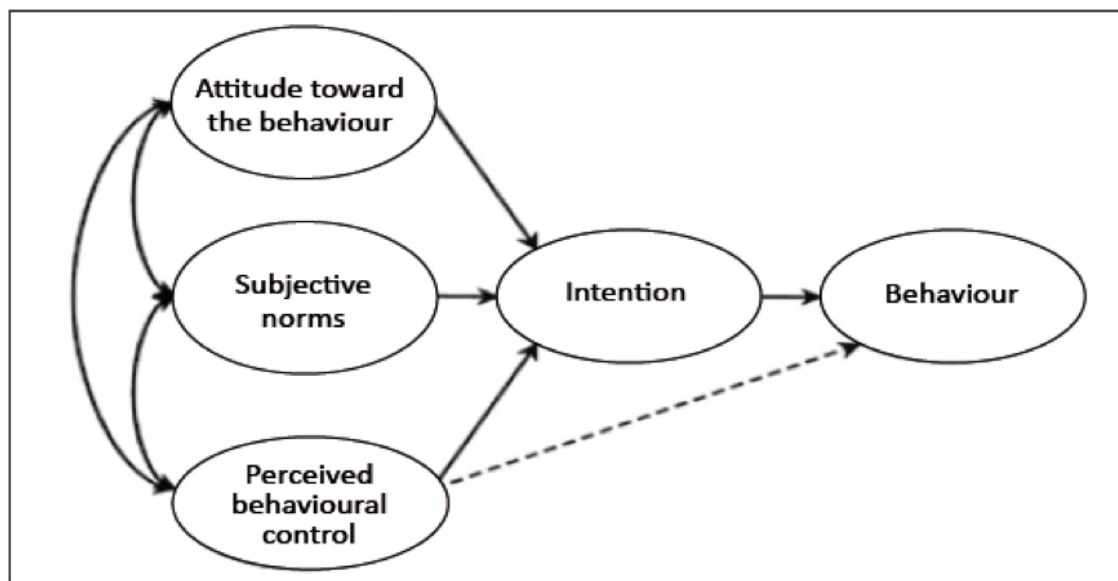 Attitude toward
the behaviour
Subjective
norms
Intention
Behaviour
Perceived
behavioural
control